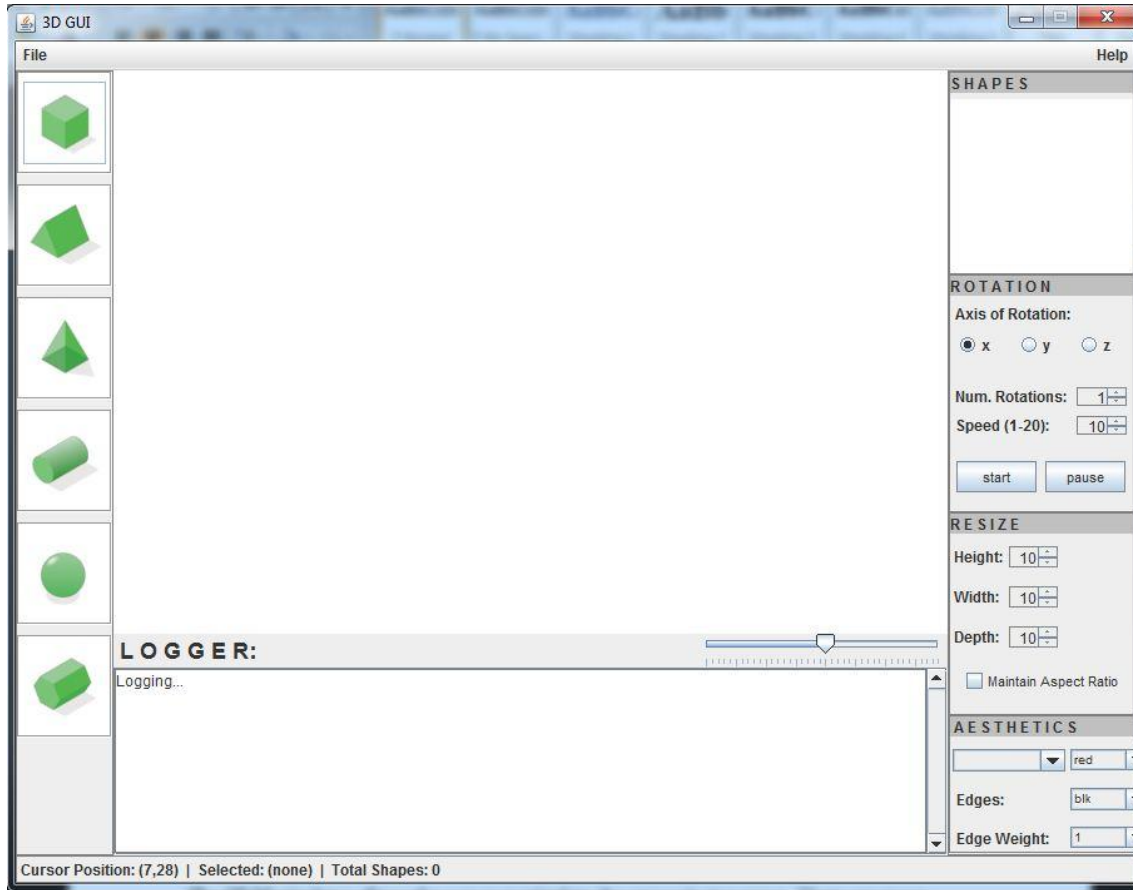 3D GUI
File
Help
SHAPES
ROTATION
Axis of Rotation:
x y z
Num. Rotations: 1
Speed (1-20): 10
start pause
RESIZE
Height: 10
Width: 10
Depth: 10
Maintain Aspect Ratio
AESTHETICS
red
Edges: blk
Edge Weight: 1
LOGGER:
Logging...
Cursor Position: (7,28) | Selected: (none) | Total Shapes: 0